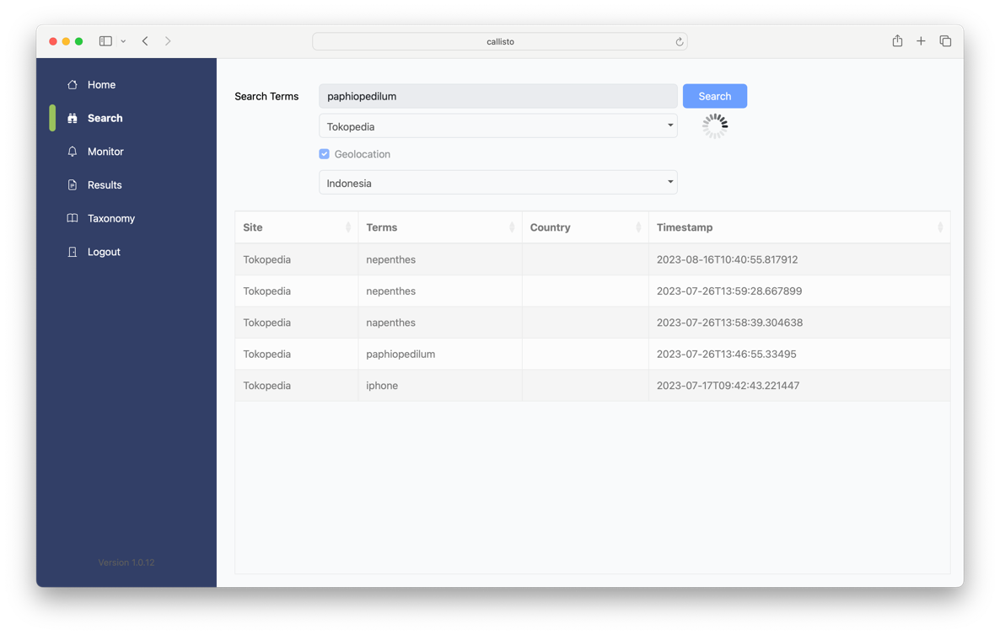 callisto
Home
Search
Monitor
Results
Taxonomy
Logout
Version 1.0.12
Search Terms paphiopedilum Search
Tokopedia
Geolocation
Indonesia
Site Terms Country Timestamp
Tokopedia nepenthes 2023-08-16T10:40:55.817912
Tokopedia nepenthes 2023-07-26T13:59:28.667899
Tokopedia napenthes 2023-07-26T13:58:39.304638
Tokopedia paphiopedilum 2023-07-26T13:46:55.33495
Tokopedia iphone 2023-07-17T09:42:43.221447